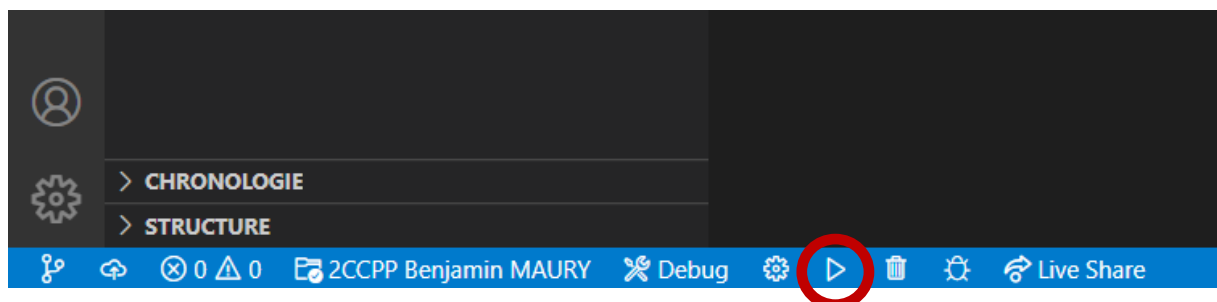 CHRONOLOGIE
STRUCTURE
0 0 2CCPP Benjamin MAURY Debug Live Share